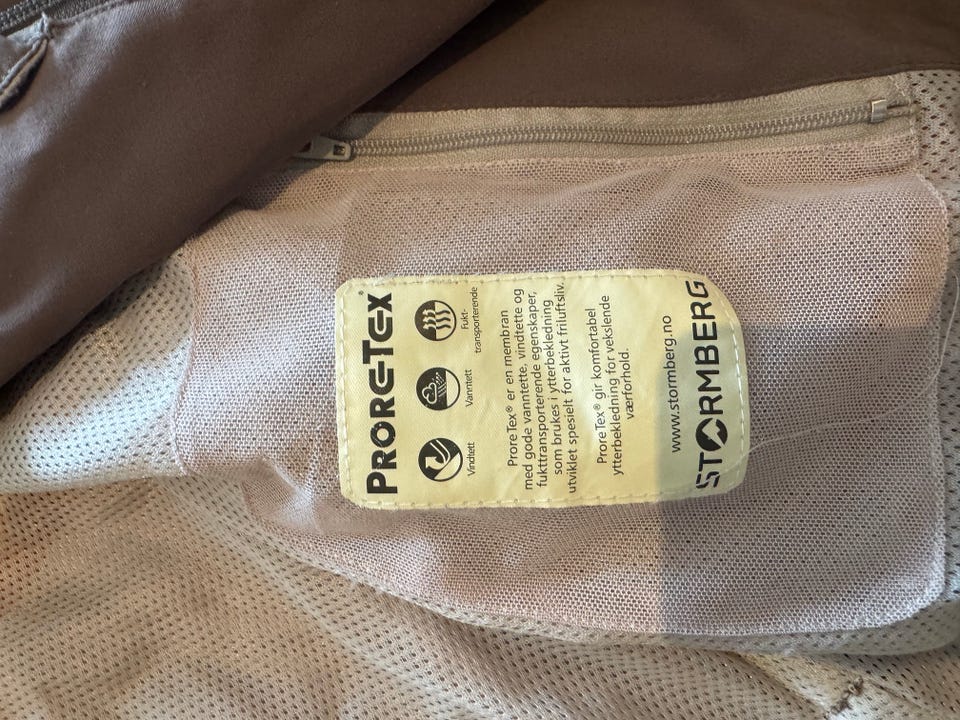 PROReTeX®
Vindtett
Vanntett
Fukt-
transporterende
ProreTex® er en membran
med gode vanntette, vindtette og
fukttransporterende egenskaper,
som brukes i ytterbekledning
utviklet spesielt for aktivt friluftsliv.
ProreTex® gir komfortabel
ytterbekledning for vekslende
værforhold.
www.stormberg.no
STORMBERG